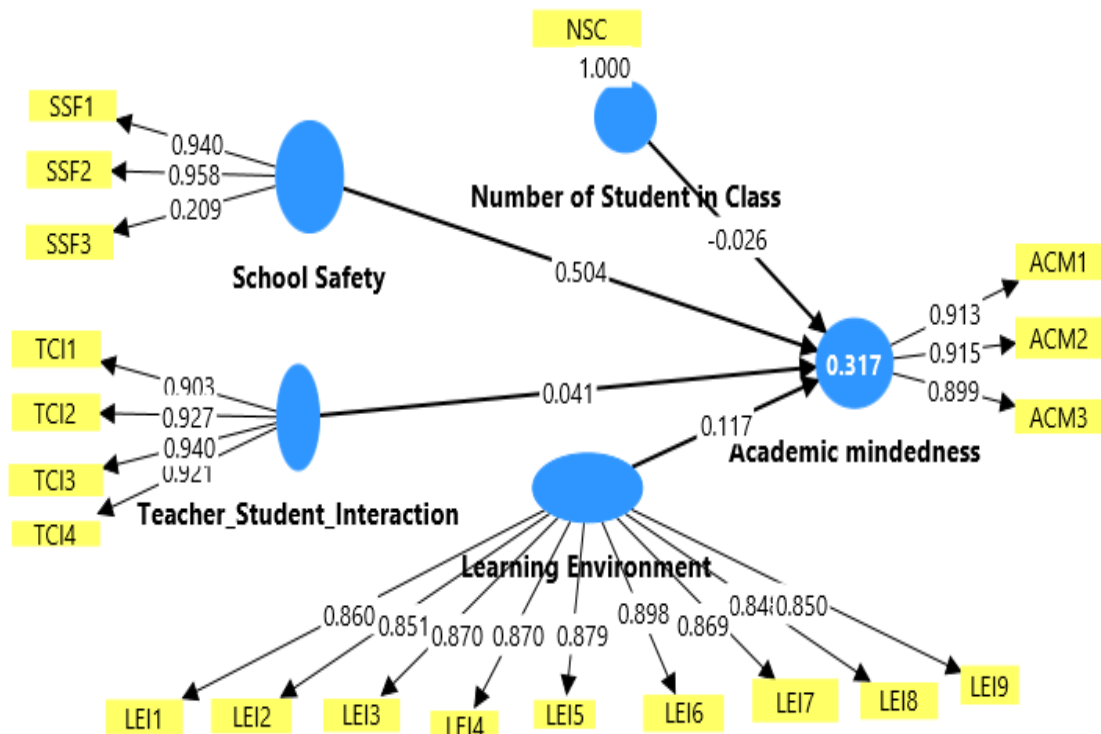 NSC
1.000
SSF1
0.940
SSF2
0.958
SSF3
0.209
School Safety
Number of Student in Class
-0.026
0.504
ACM1
0.913
ACM2
0.915
ACM3
0.899
0.317
Academic mindedness
TCI1
0.903
TCI2
0.927
TCI3
0.940
TCI4
0.921
Teacher_Student_Interaction
0.041
0.117
Learning Environment
0.860
0.851
0.870
0.870
0.879
0.898
0.869
0.850
LEI1
LEI2
LEI3
LEI4
LEI5
LEI6
LEI7
LEI8
LEI9